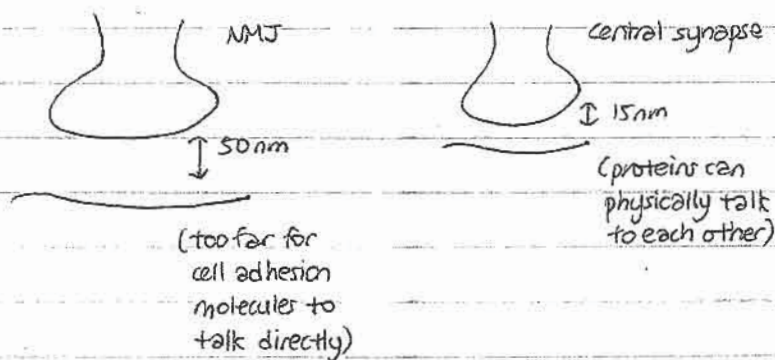 NMJ
50nm
(too far for
cell adhesion
molecules to
talk directly)
central synapse
15nm
(proteins can
physically talk
to each other)